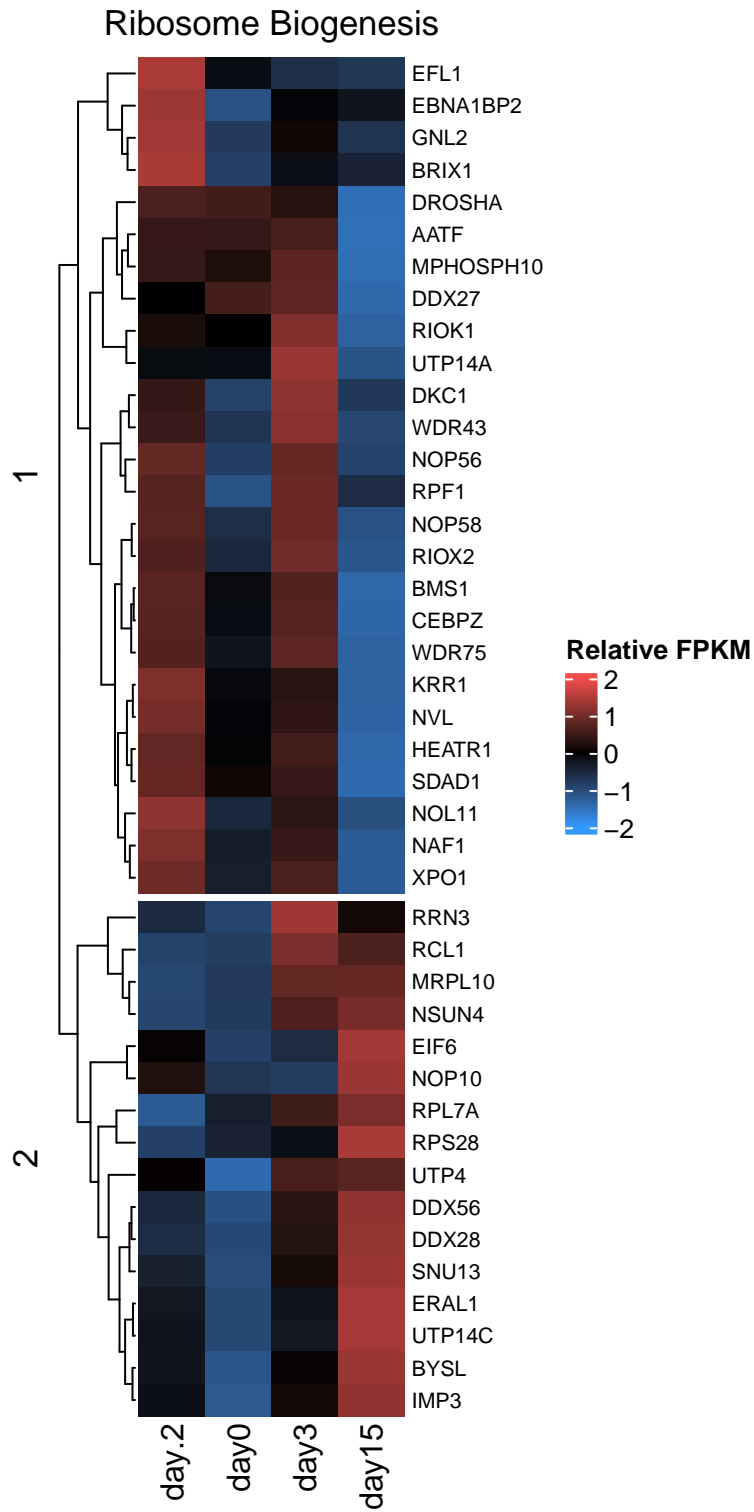 Ribosome Biogenesis
EFL1
EBNA1BP2
GNL2
BRIX1
DROSHA
AATF
MPHOSPH10
DDX27
RIOK1
UTP14A
DKC1
WDR43
1
NOP56
RPF1
NOP58
RIOX2
BMS1
CEBPZ
WDR75
KRR1
NVL
HEATR1
SDAD1
NOL11
NAF1
XPO1
Relative FPKM
2
1
0
−1
−2
RRN3
RCL1
MRPL10
NSUN4
EIF6
NOP10
RPL7A
RPS28
2
UTP4
DDX56
DDX28
SNU13
ERAL1
UTP14C
BYSL
IMP3
day.2
day0
day3
day15